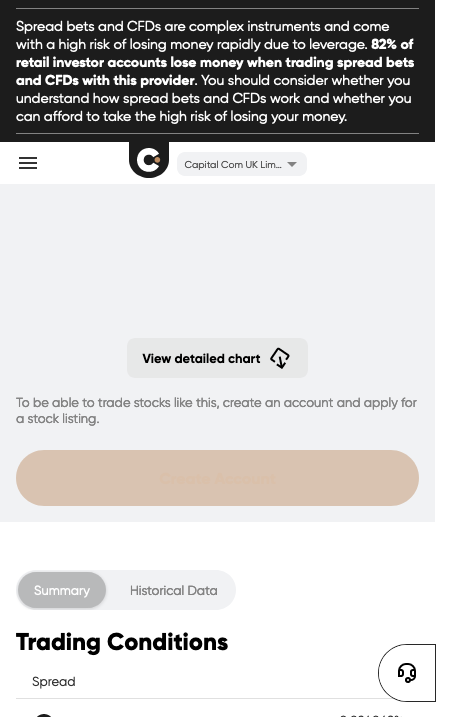 Spread bets and CFDs are complex instruments and come
with a high risk of losing money rapidly due to leverage. 82% of
retail investor accounts lose money when trading spread bets
and CFDs with this provider. You should consider whether you
understand how spread bets and CFDs work and whether you
can afford to take the high risk of losing your money.
Capital Com UK Lim...
View detailed chart
To be able to trade stocks like this, create an account and apply for
a stock listing.
Create Account
Summary
Historical Data
Trading Conditions
Spread